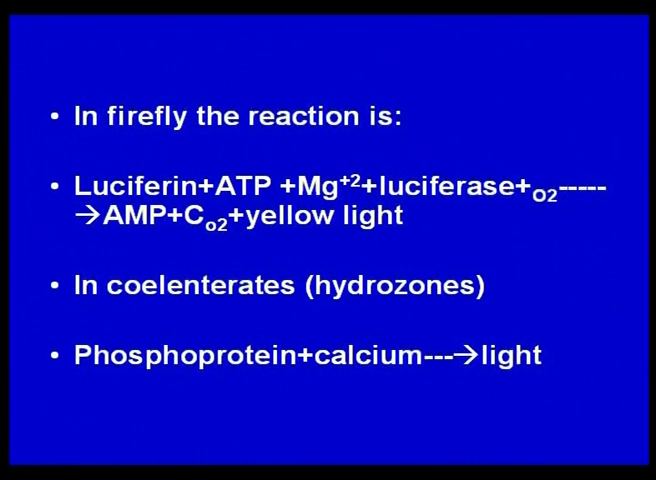 • In firefly the reaction is:
• Luciferin+ATP +Mg⁺²+luciferase+O2-----
→AMP+Co2+yellow light
• In coelenterates (hydrozones)
• Phosphoprotein+calcium---→light